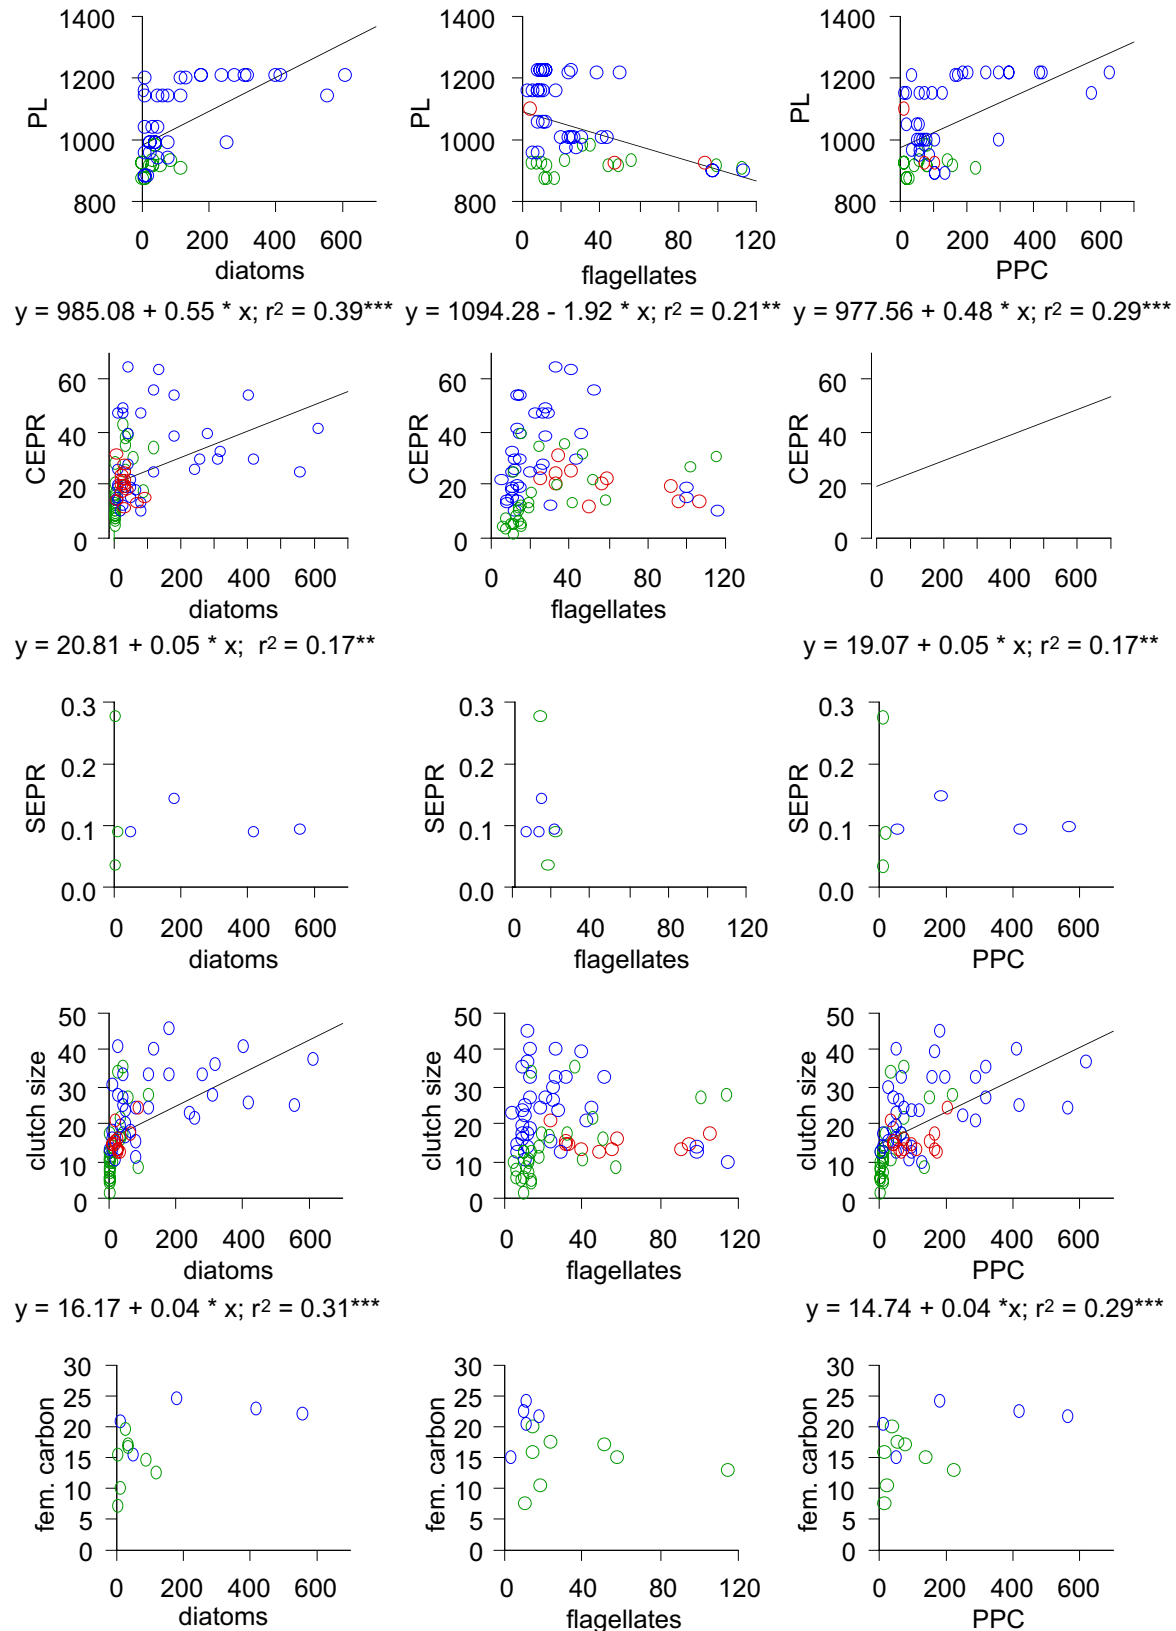 1400 1400 1400
1200 1200 1200
PL PL PL
1000 1000 1000
800 800 800
0 200 400 600 0 40 80 120 0 200 400 600
diatoms flagellates PPC
y = 985.08 + 0.55 * x; r² = 0.39*** y = 1094.28 - 1.92 * x; r² = 0.21** y = 977.56 + 0.48 * x; r² = 0.29***
60 60 60
CEPR CEPR CEPR
40 40 40
20 20 20
0 0 0
0 200 400 600 0 40 80 120 0 200 400 600
diatoms flagellates PPC
y = 20.81 + 0.05 * x; r² = 0.17** y = 19.07 + 0.05 * x; r² = 0.17**
0.3 0.3 0.3
SEPR SEPR SEPR
0.2 0.2 0.2
0.1 0.1 0.1
0.0 0.0 0.0
0 200 400 600 0 40 80 120 0 200 400 600
diatoms flagellates PPC
50 50 50
clutch size clutch size clutch size
40 40 40
30 30 30
20 20 20
10 10 10
0 0 0
0 200 400 600 0 40 80 120 0 200 400 600
diatoms flagellates PPC
y = 16.17 + 0.04 * x; r² = 0.31*** y = 14.74 + 0.04 *x; r² = 0.29***
30 30 30
fem. carbon fem. carbon fem. carbon
25 25 25
20 20 20
15 15 15
10 10 10
5 5 5
0 0 0
0 200 400 600 0 40 80 120 0 200 400 600
diatoms flagellates PPC